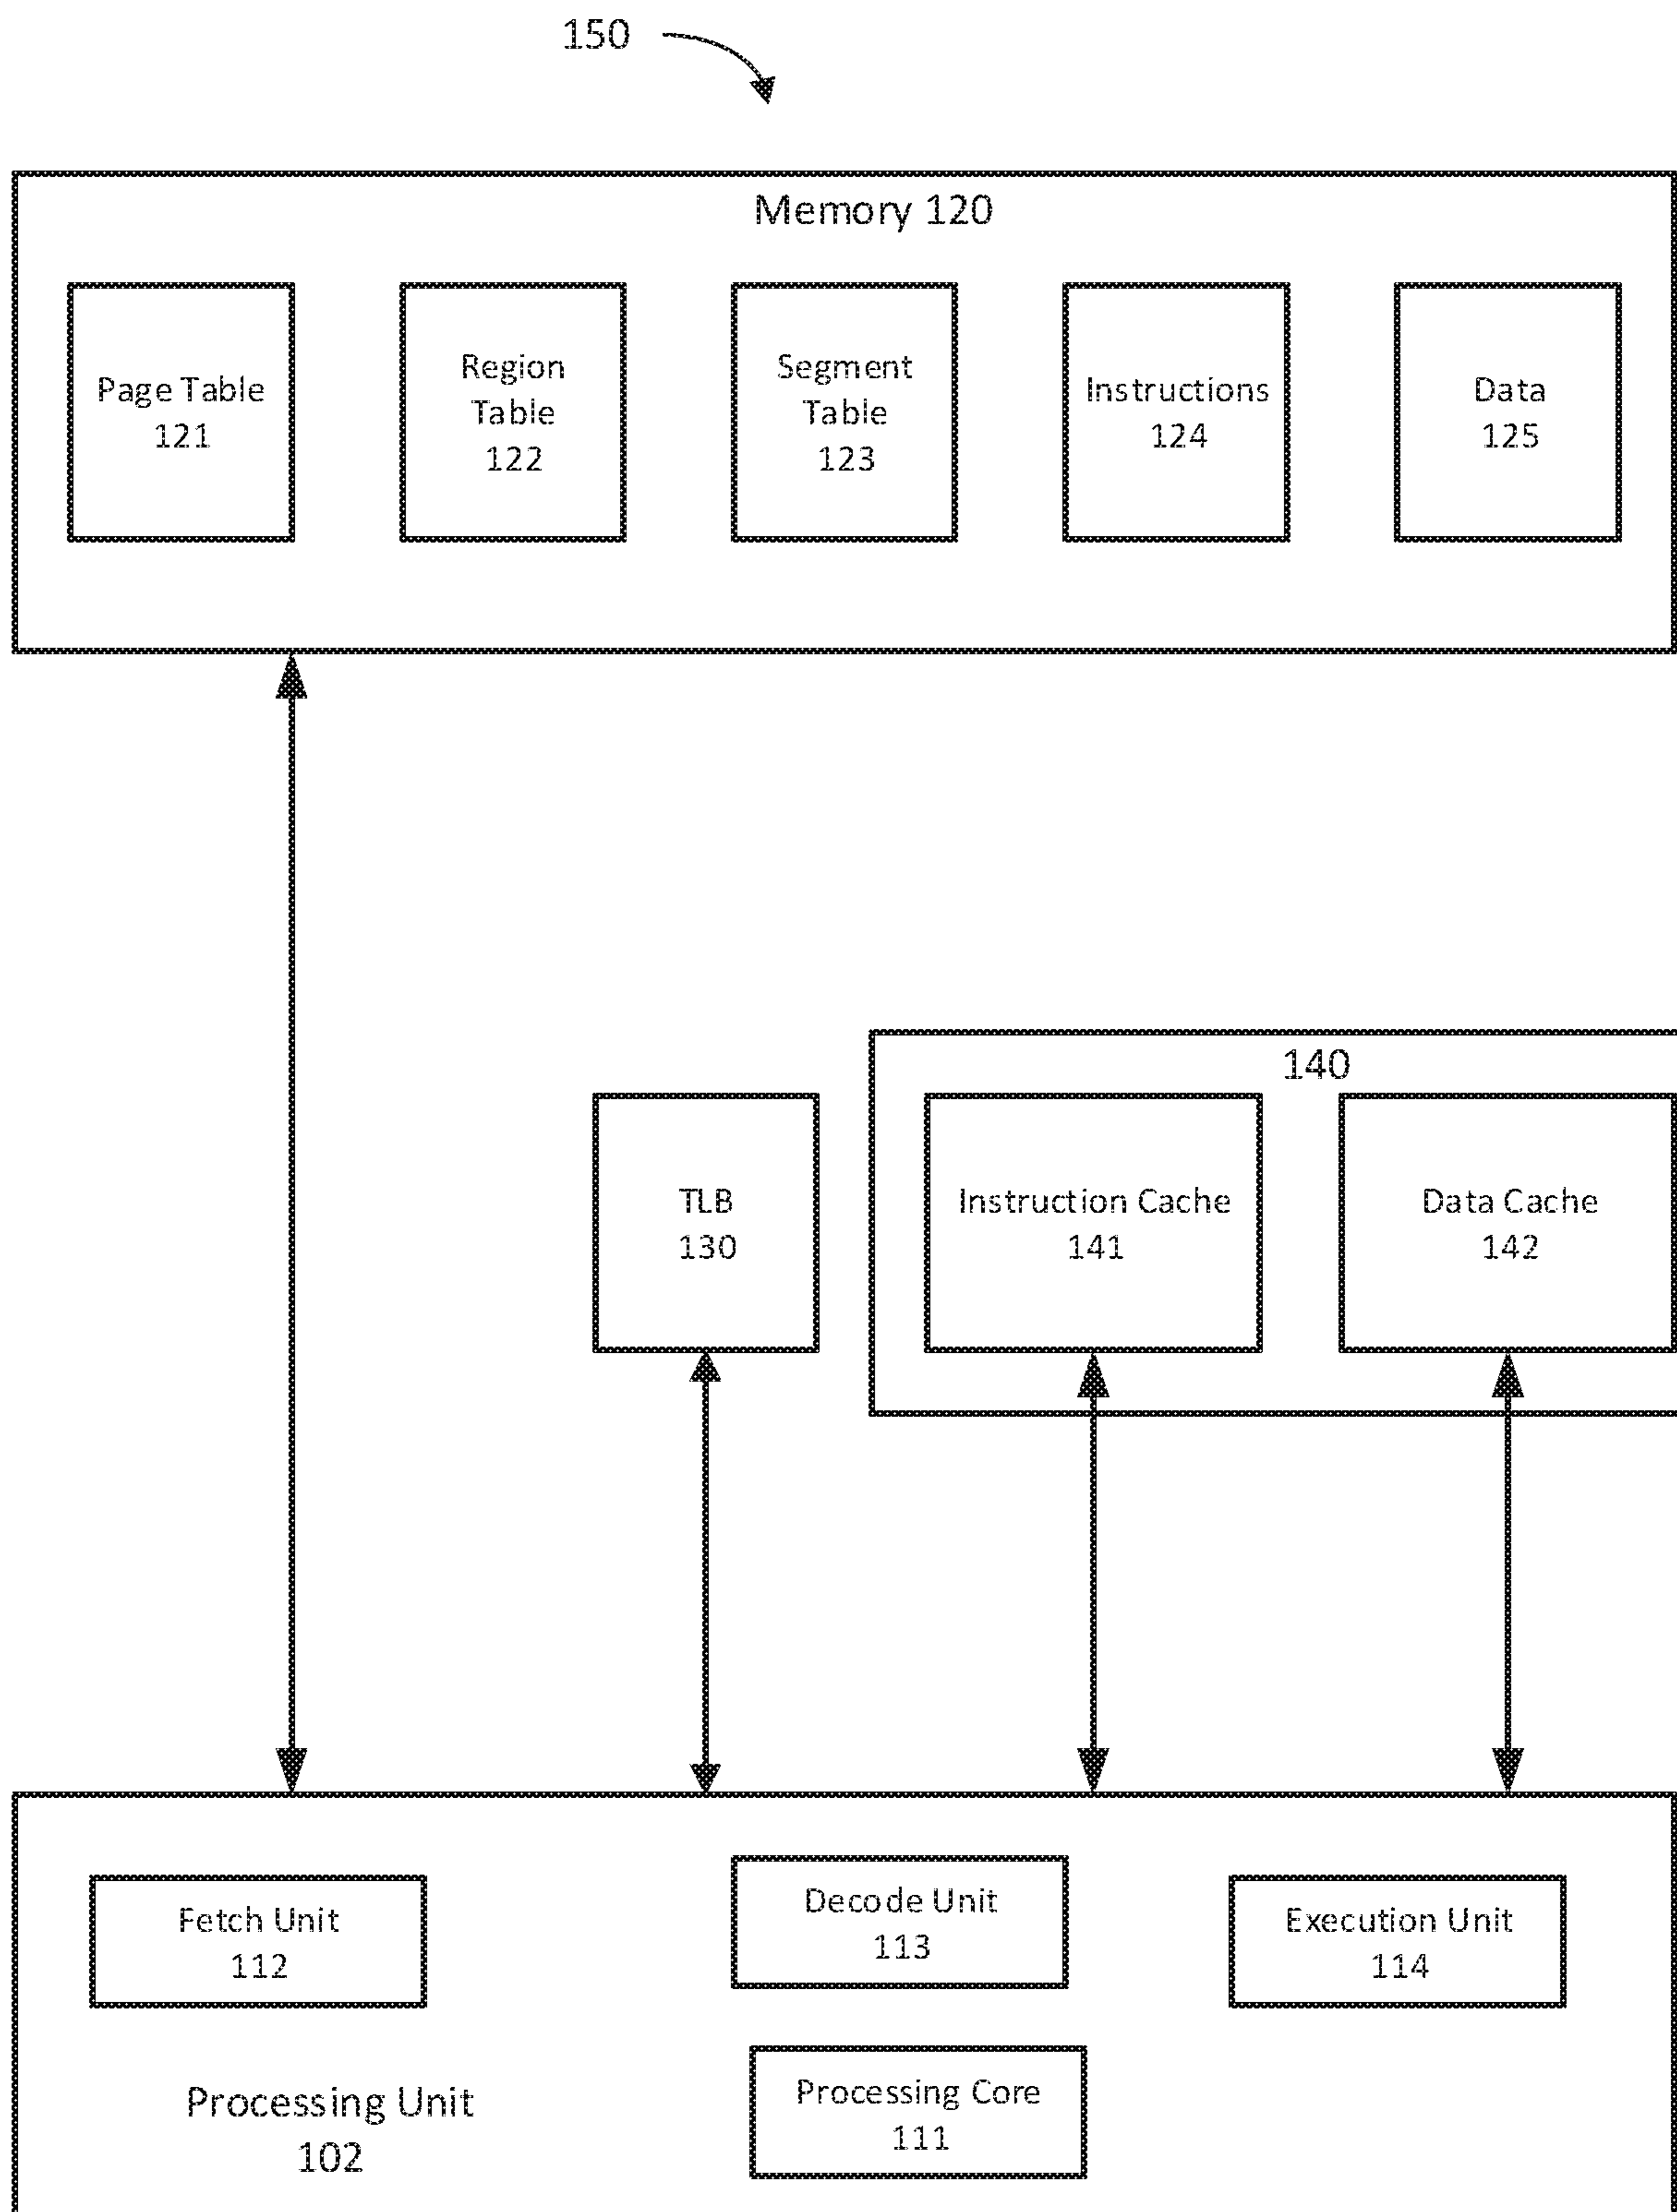 150
Memory 120
Page Table
121
Region
Table
122
Segment
Table
123
Instructions
124
Data
125
140
TLB
130
Instruction Cache
141
Data Cache
142
Fetch Unit
112
Decode Unit
113
Execution Unit
114
Processing Unit
102
Processing Core
111